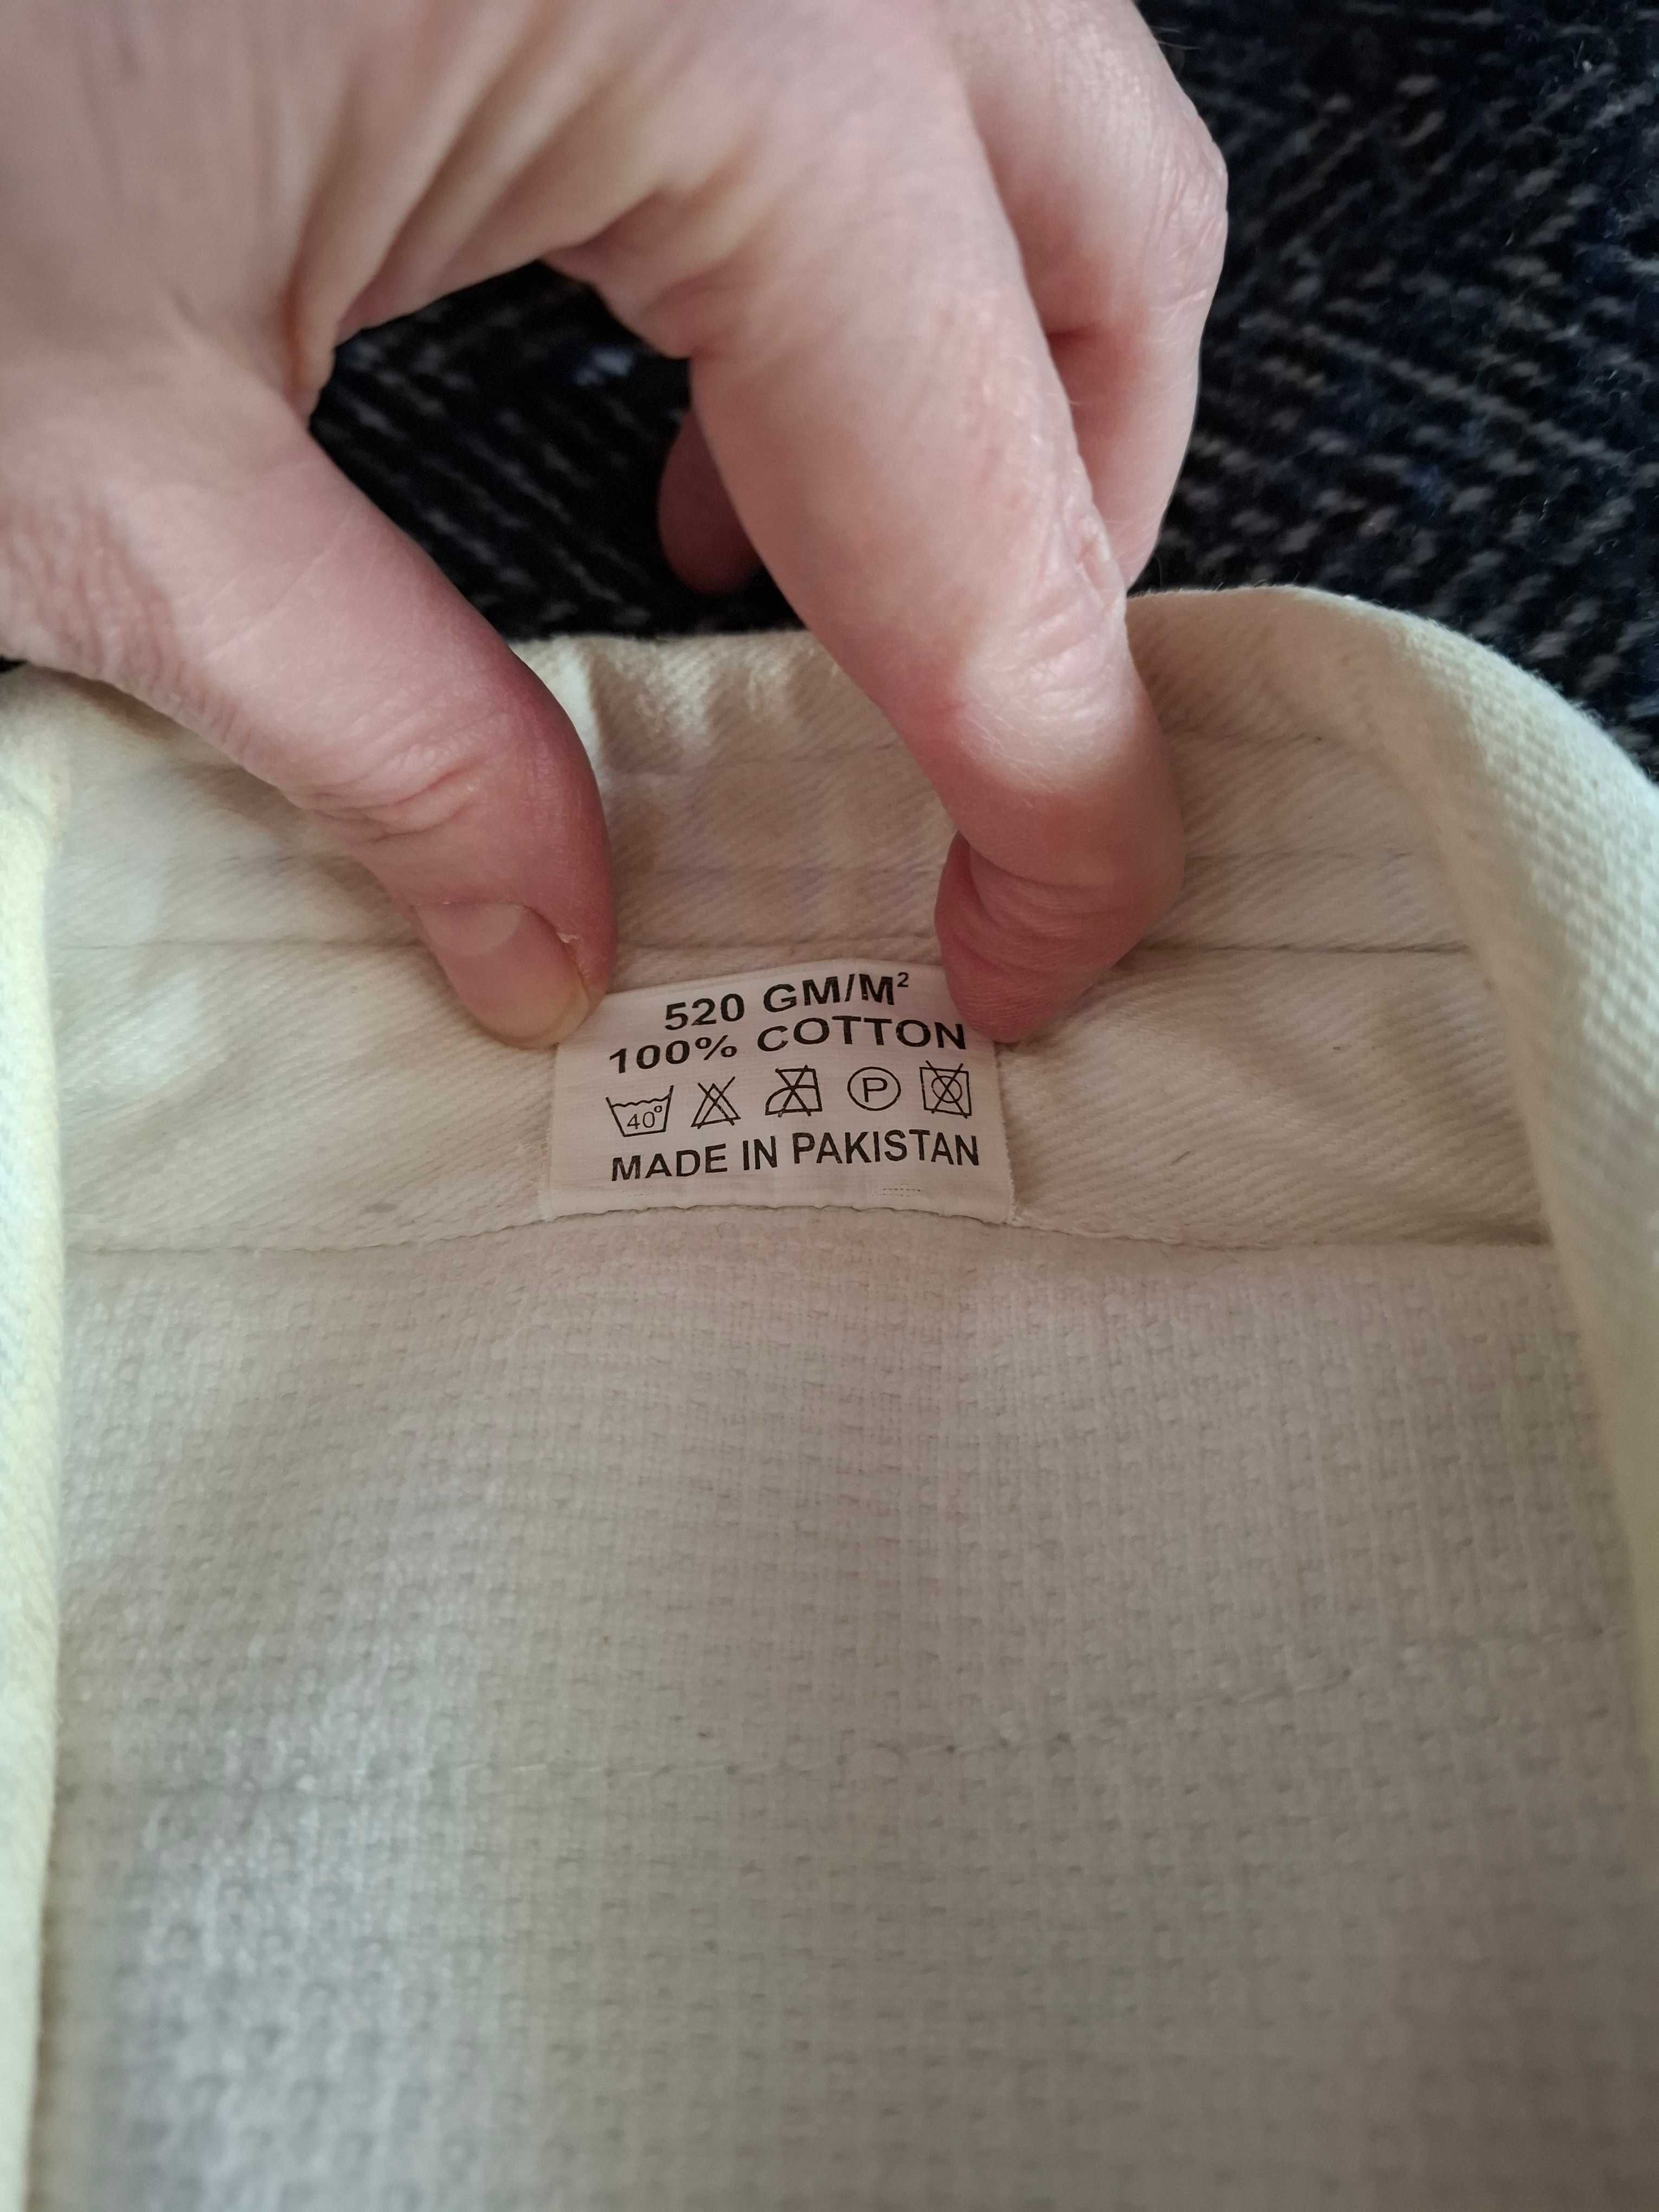 520 GM/M²
100% COTTON
40° P
MADE IN PAKISTAN